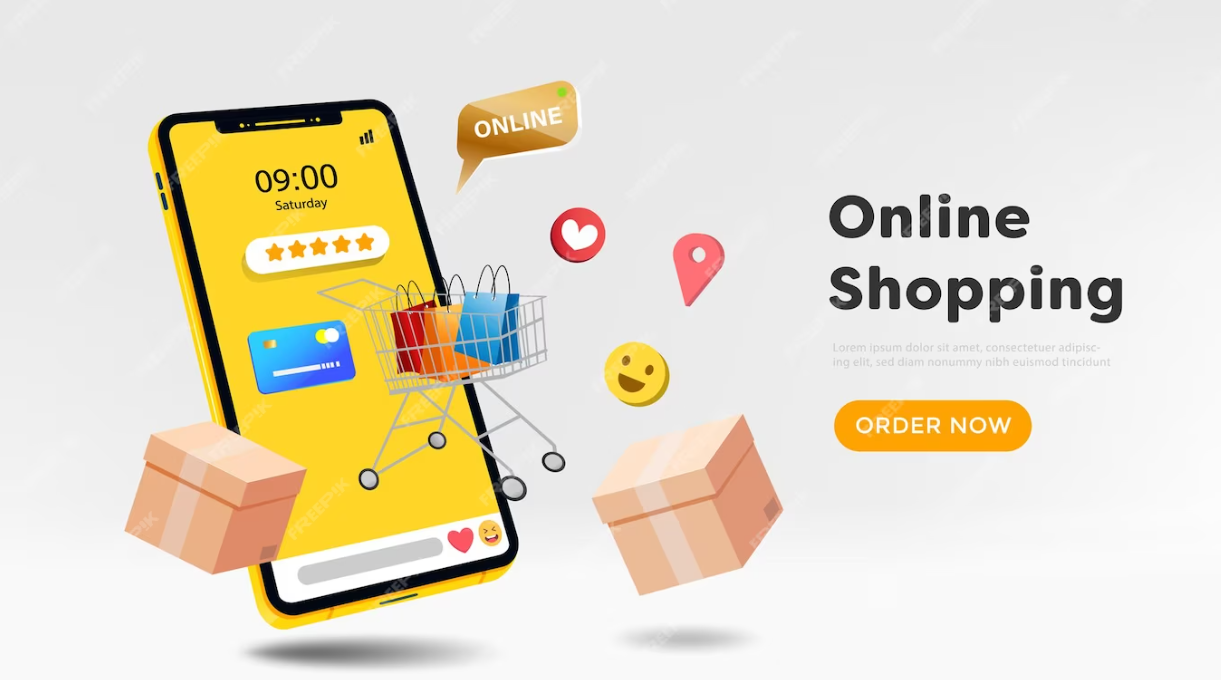 09:00
Saturday
ONLINE
Online
Shopping
Lorem ipsum dolor sit amet, consectetuer adipisc-
ing elit, sed diam nonummy nibh euismod tincidunt
ORDER NOW
FREEPIK